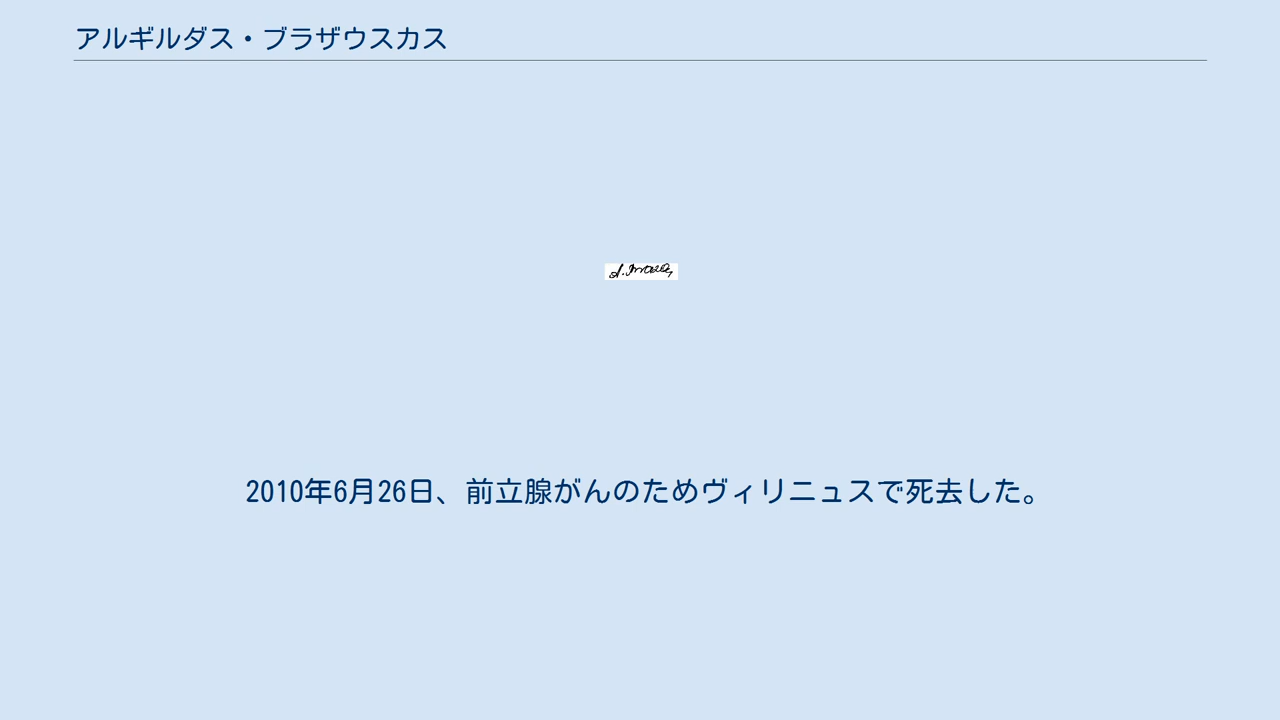 アルギルダス・ブラザウスカス
2010年6月26日、前立腺がんのためヴィリニュスで死去した。